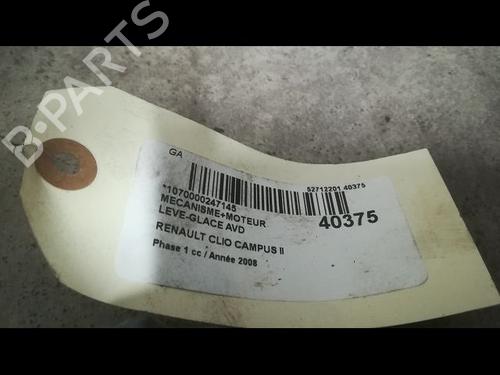 B-PARTS
GA
*1070000247145
52712201 40375
MECANISME+MOTEUR
LEVE-GLACE AVD
40375
RENAULT CLIO CAMPUS II
Phase 1 cc / Année 2008